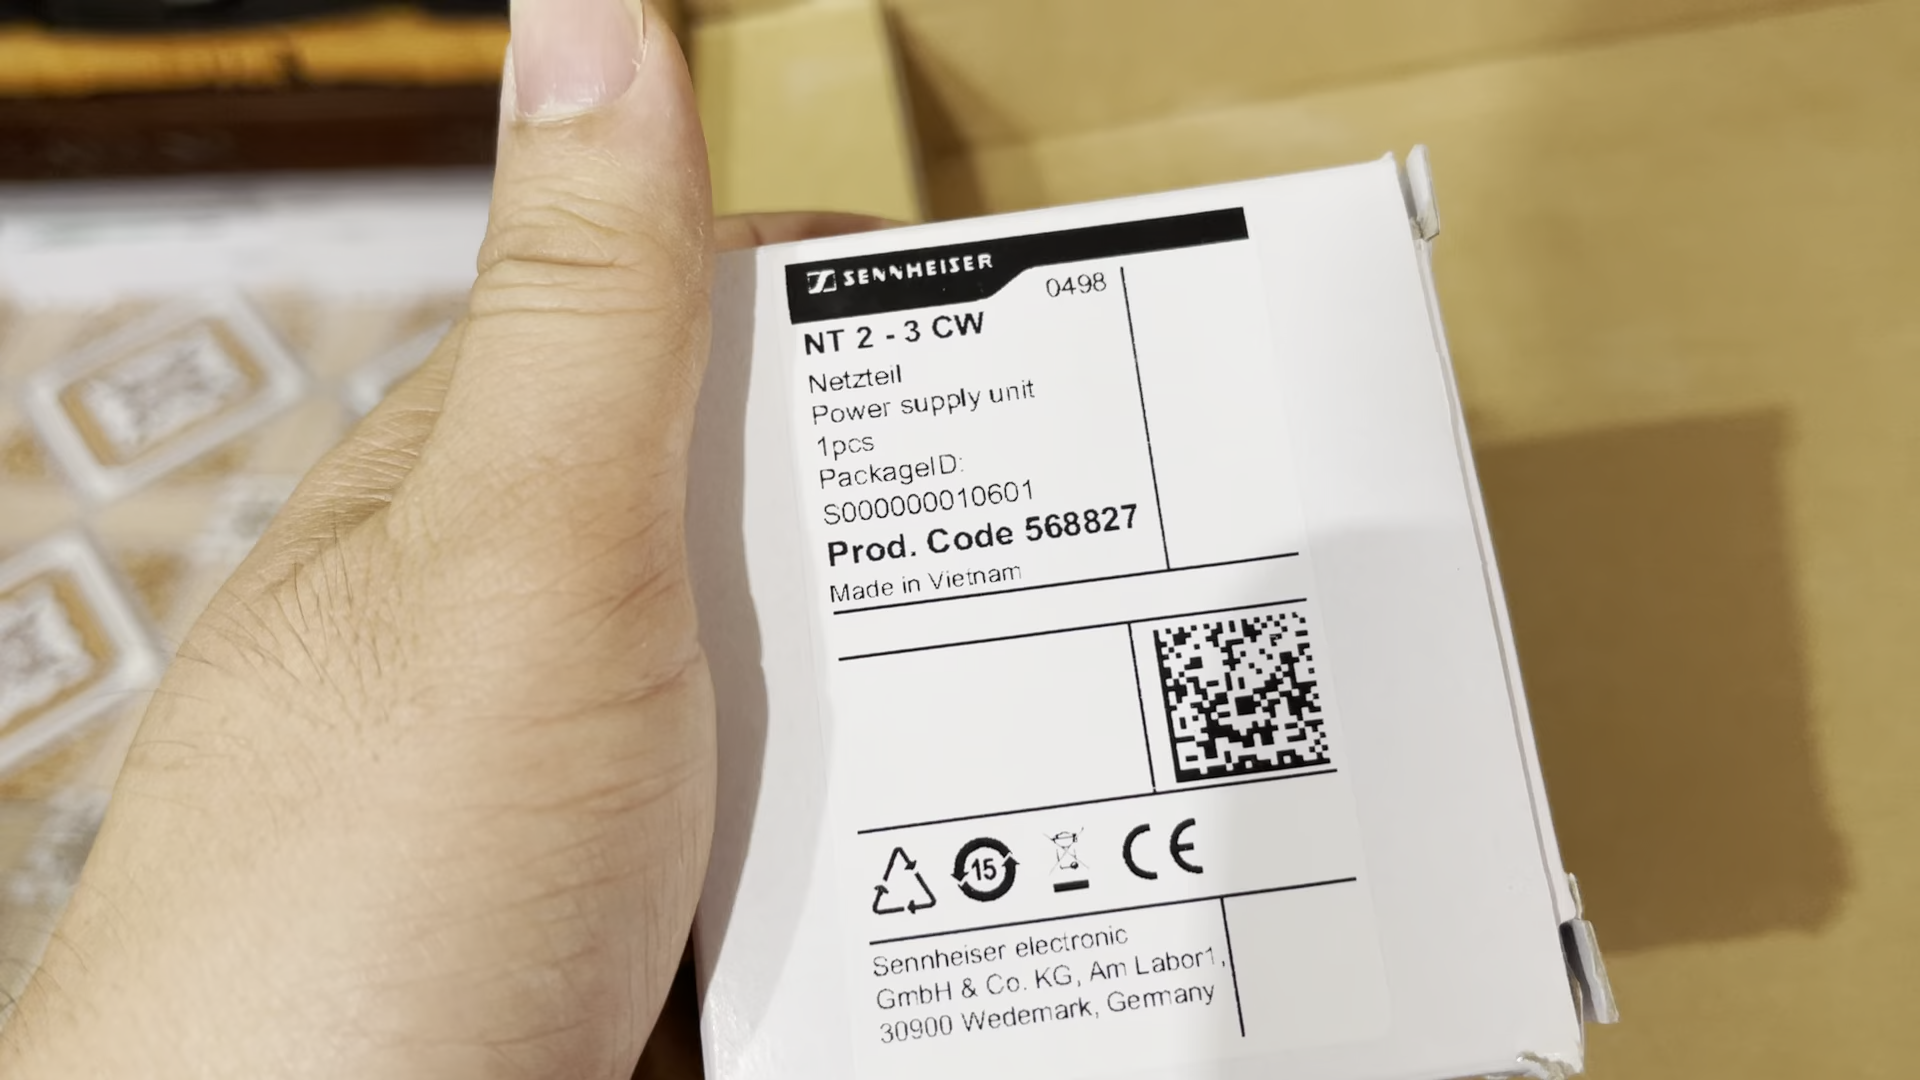 SENNHEISER
0498
NT 2 - 3 CW
Netzteil
Power supply unit
1pcs
PackageID:
S000000010601
Prod. Code 568827
Made in Vietnam
15
CE
Sennheiser electronic
GmbH & Co. KG, Am Labor1,
30900 Wedemark, Germany